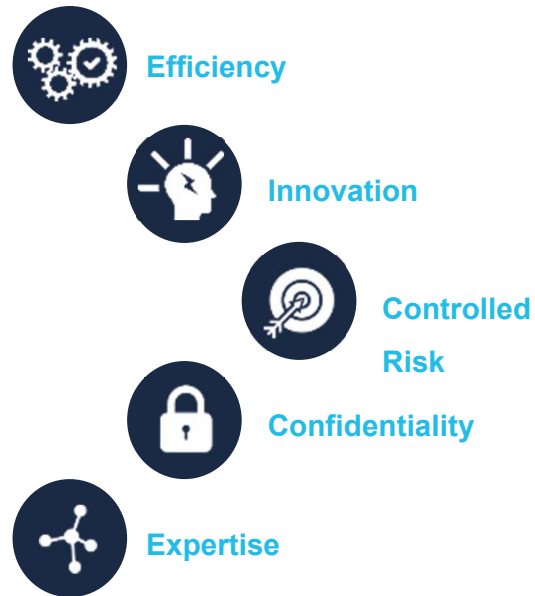 Efficiency
Innovation
Controlled
Risk
Confidentiality
Expertise